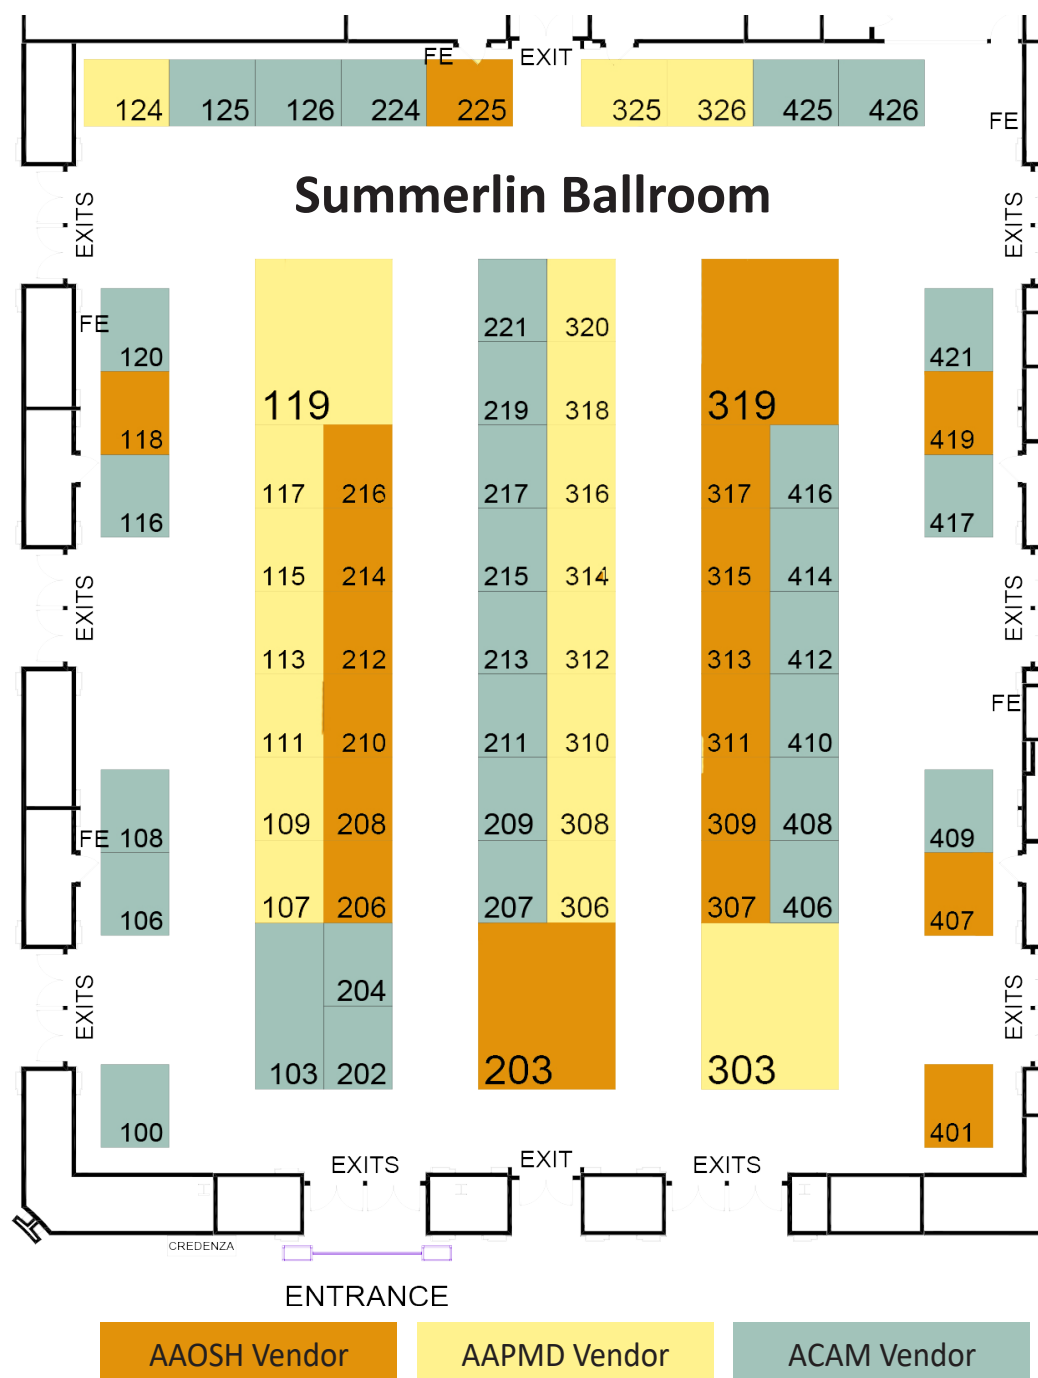 FE EXIT
124 125 126 224 225 325 326 425 426
FE
Summerlin Ballroom
EXITS EXITS
FE 221 320
120 421
119 219 318 319
118 419
117 216 217 316 317 416
116 417
115 214 215 314 315 414
EXITS EXITS
113 212 213 312 313 412
FE
111 210 211 310 311 410
109 208 209 308 309 408
FE 108 409
107 206 207 306 307 406
106 407
204
EXITS EXITS
103 202 203 303
100 401
EXITS EXIT EXITS
H H
CREDENZA
ENTRANCE
AAOSH Vendor AAPMD Vendor ACAM Vendor